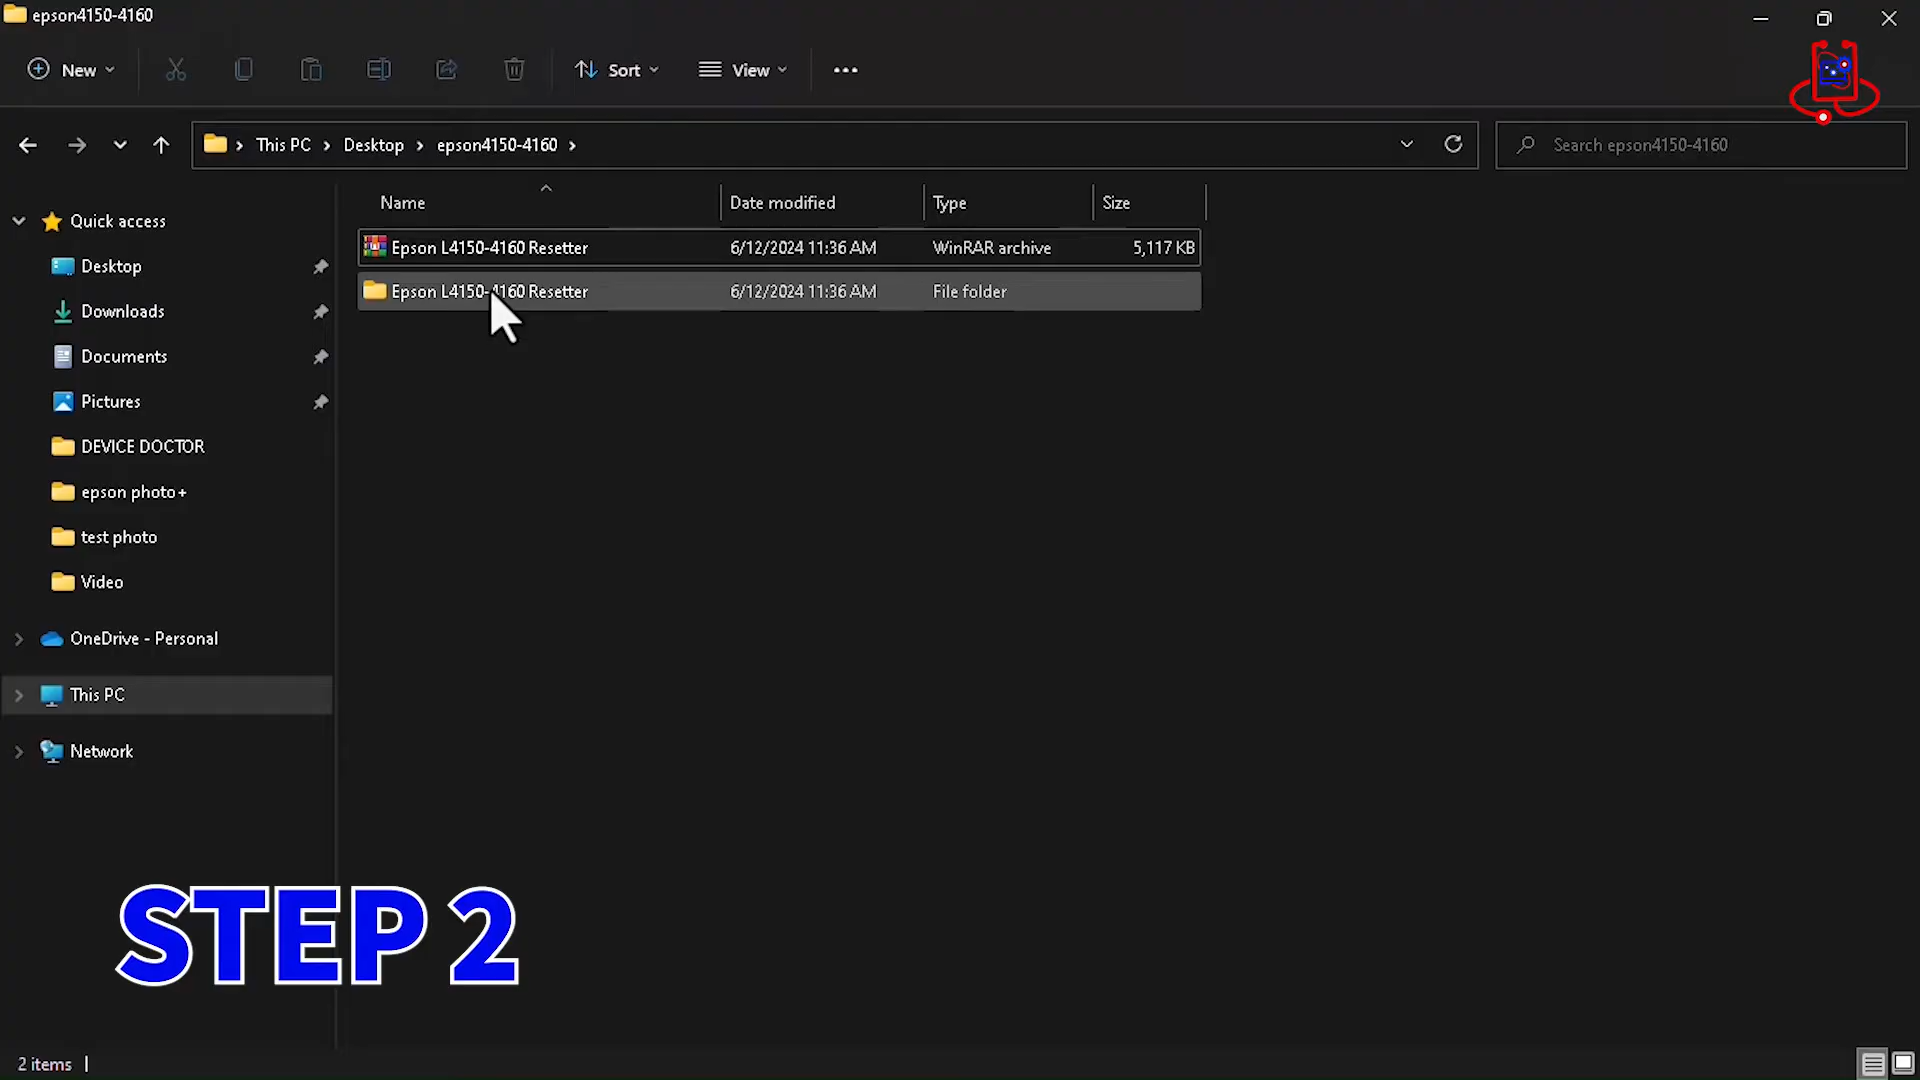 epson4150-4160
New
Sort
View
This PC
Desktop
epson4150-4160
Search epson4150-4160
Name
Date modified
Type
Size
Epson L4150-4160 Resetter
6/12/2024 11:36 AM
WinRAR archive
5,117 KB
Epson L4150-4160 Resetter
6/12/2024 11:36 AM
File folder
Quick access
Desktop
Downloads
Documents
Pictures
DEVICE DOCTOR
epson photo+
test photo
Video
OneDrive - Personal
This PC
Network
STEP 2
2 items